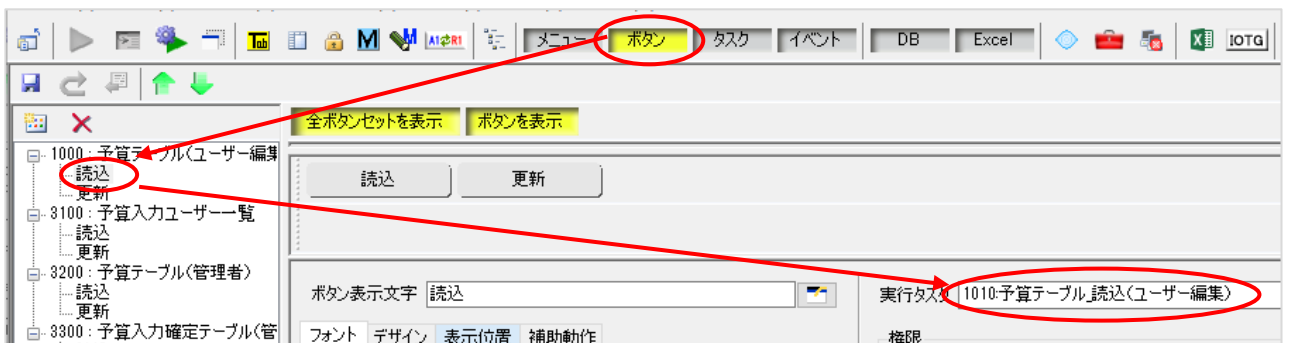 Tab M A1⇄R1 メニュー ボタン タスク イベント DB Excel IOTG
全ボタンセットを表示 ボタンを表示
1000 : 予算テーブル(ユーザー編集
読込
更新
3100 : 予算入力ユーザー一覧
読込
更新
3200 : 予算テーブル(管理者)
読込
更新
3300 : 予算入力確定テーブル(管
読込 更新
ボタン表示文字 読込 実行タスク 1010:予算テーブル_読込(ユーザー編集)
フォント デザイン 表示位置 補助動作 権限